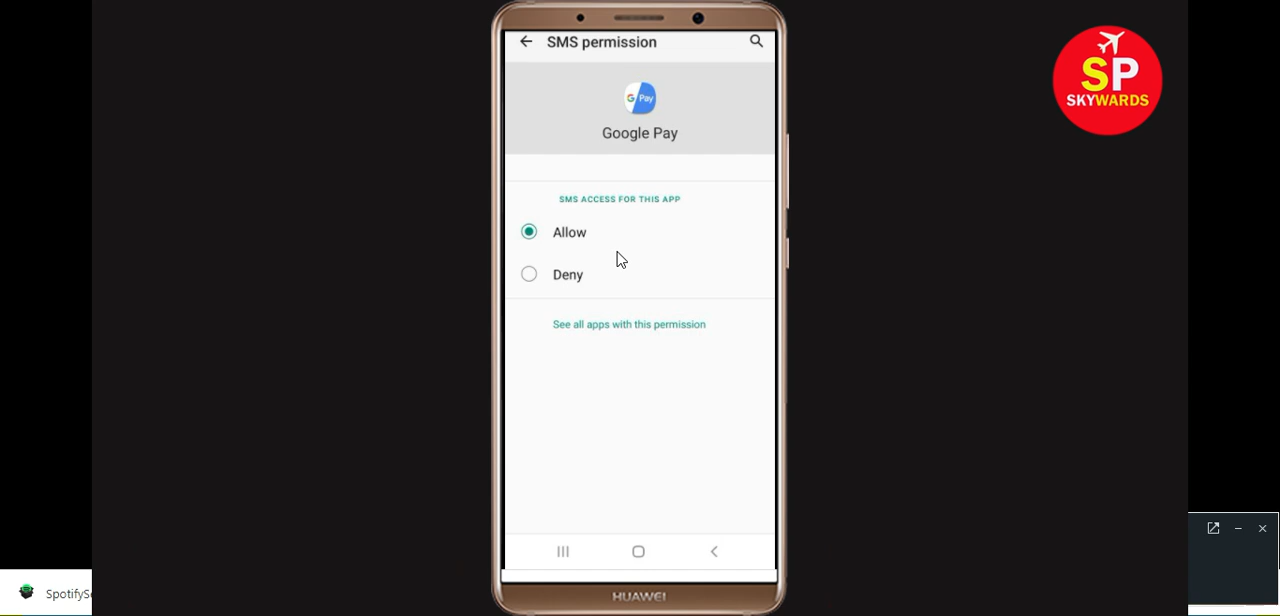 SMS permission
G Pay
Google Pay
SMS ACCESS FOR THIS APP
Allow
Deny
See all apps with this permission
HUAWEI
SP
SKYWARDS